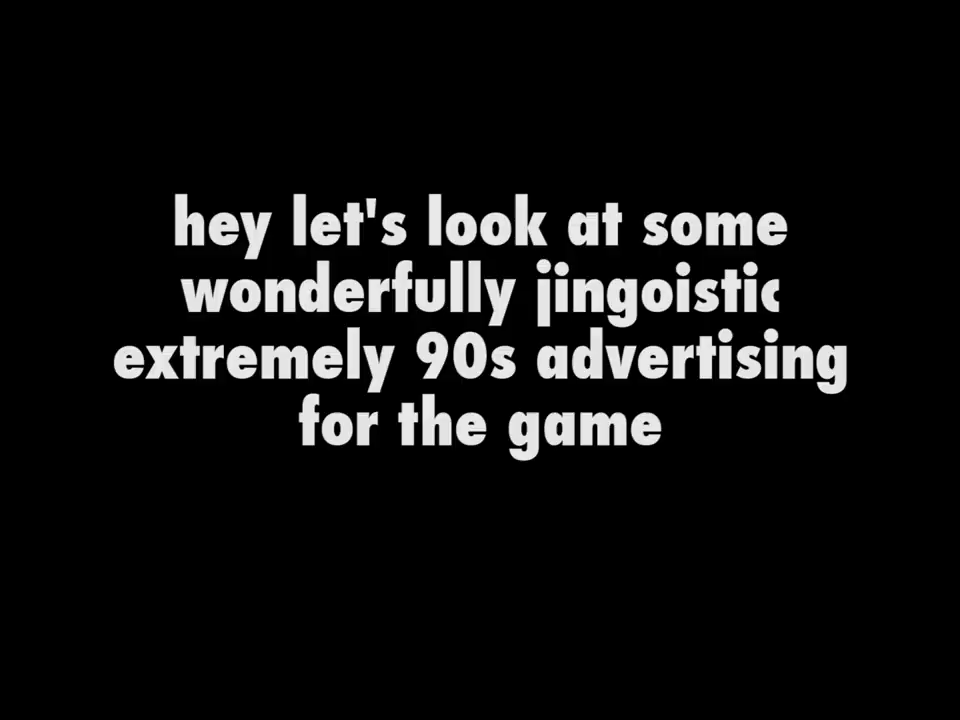 hey let's look at some
wonderfully jingoistic
extremely 90s advertising
for the game